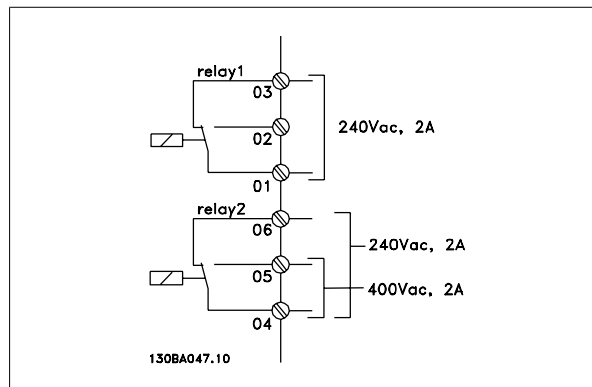 relay1
03
02
240Vac, 2A
01
relay2
06
240Vac, 2A
05
400Vac, 2A
04
130BA047.10